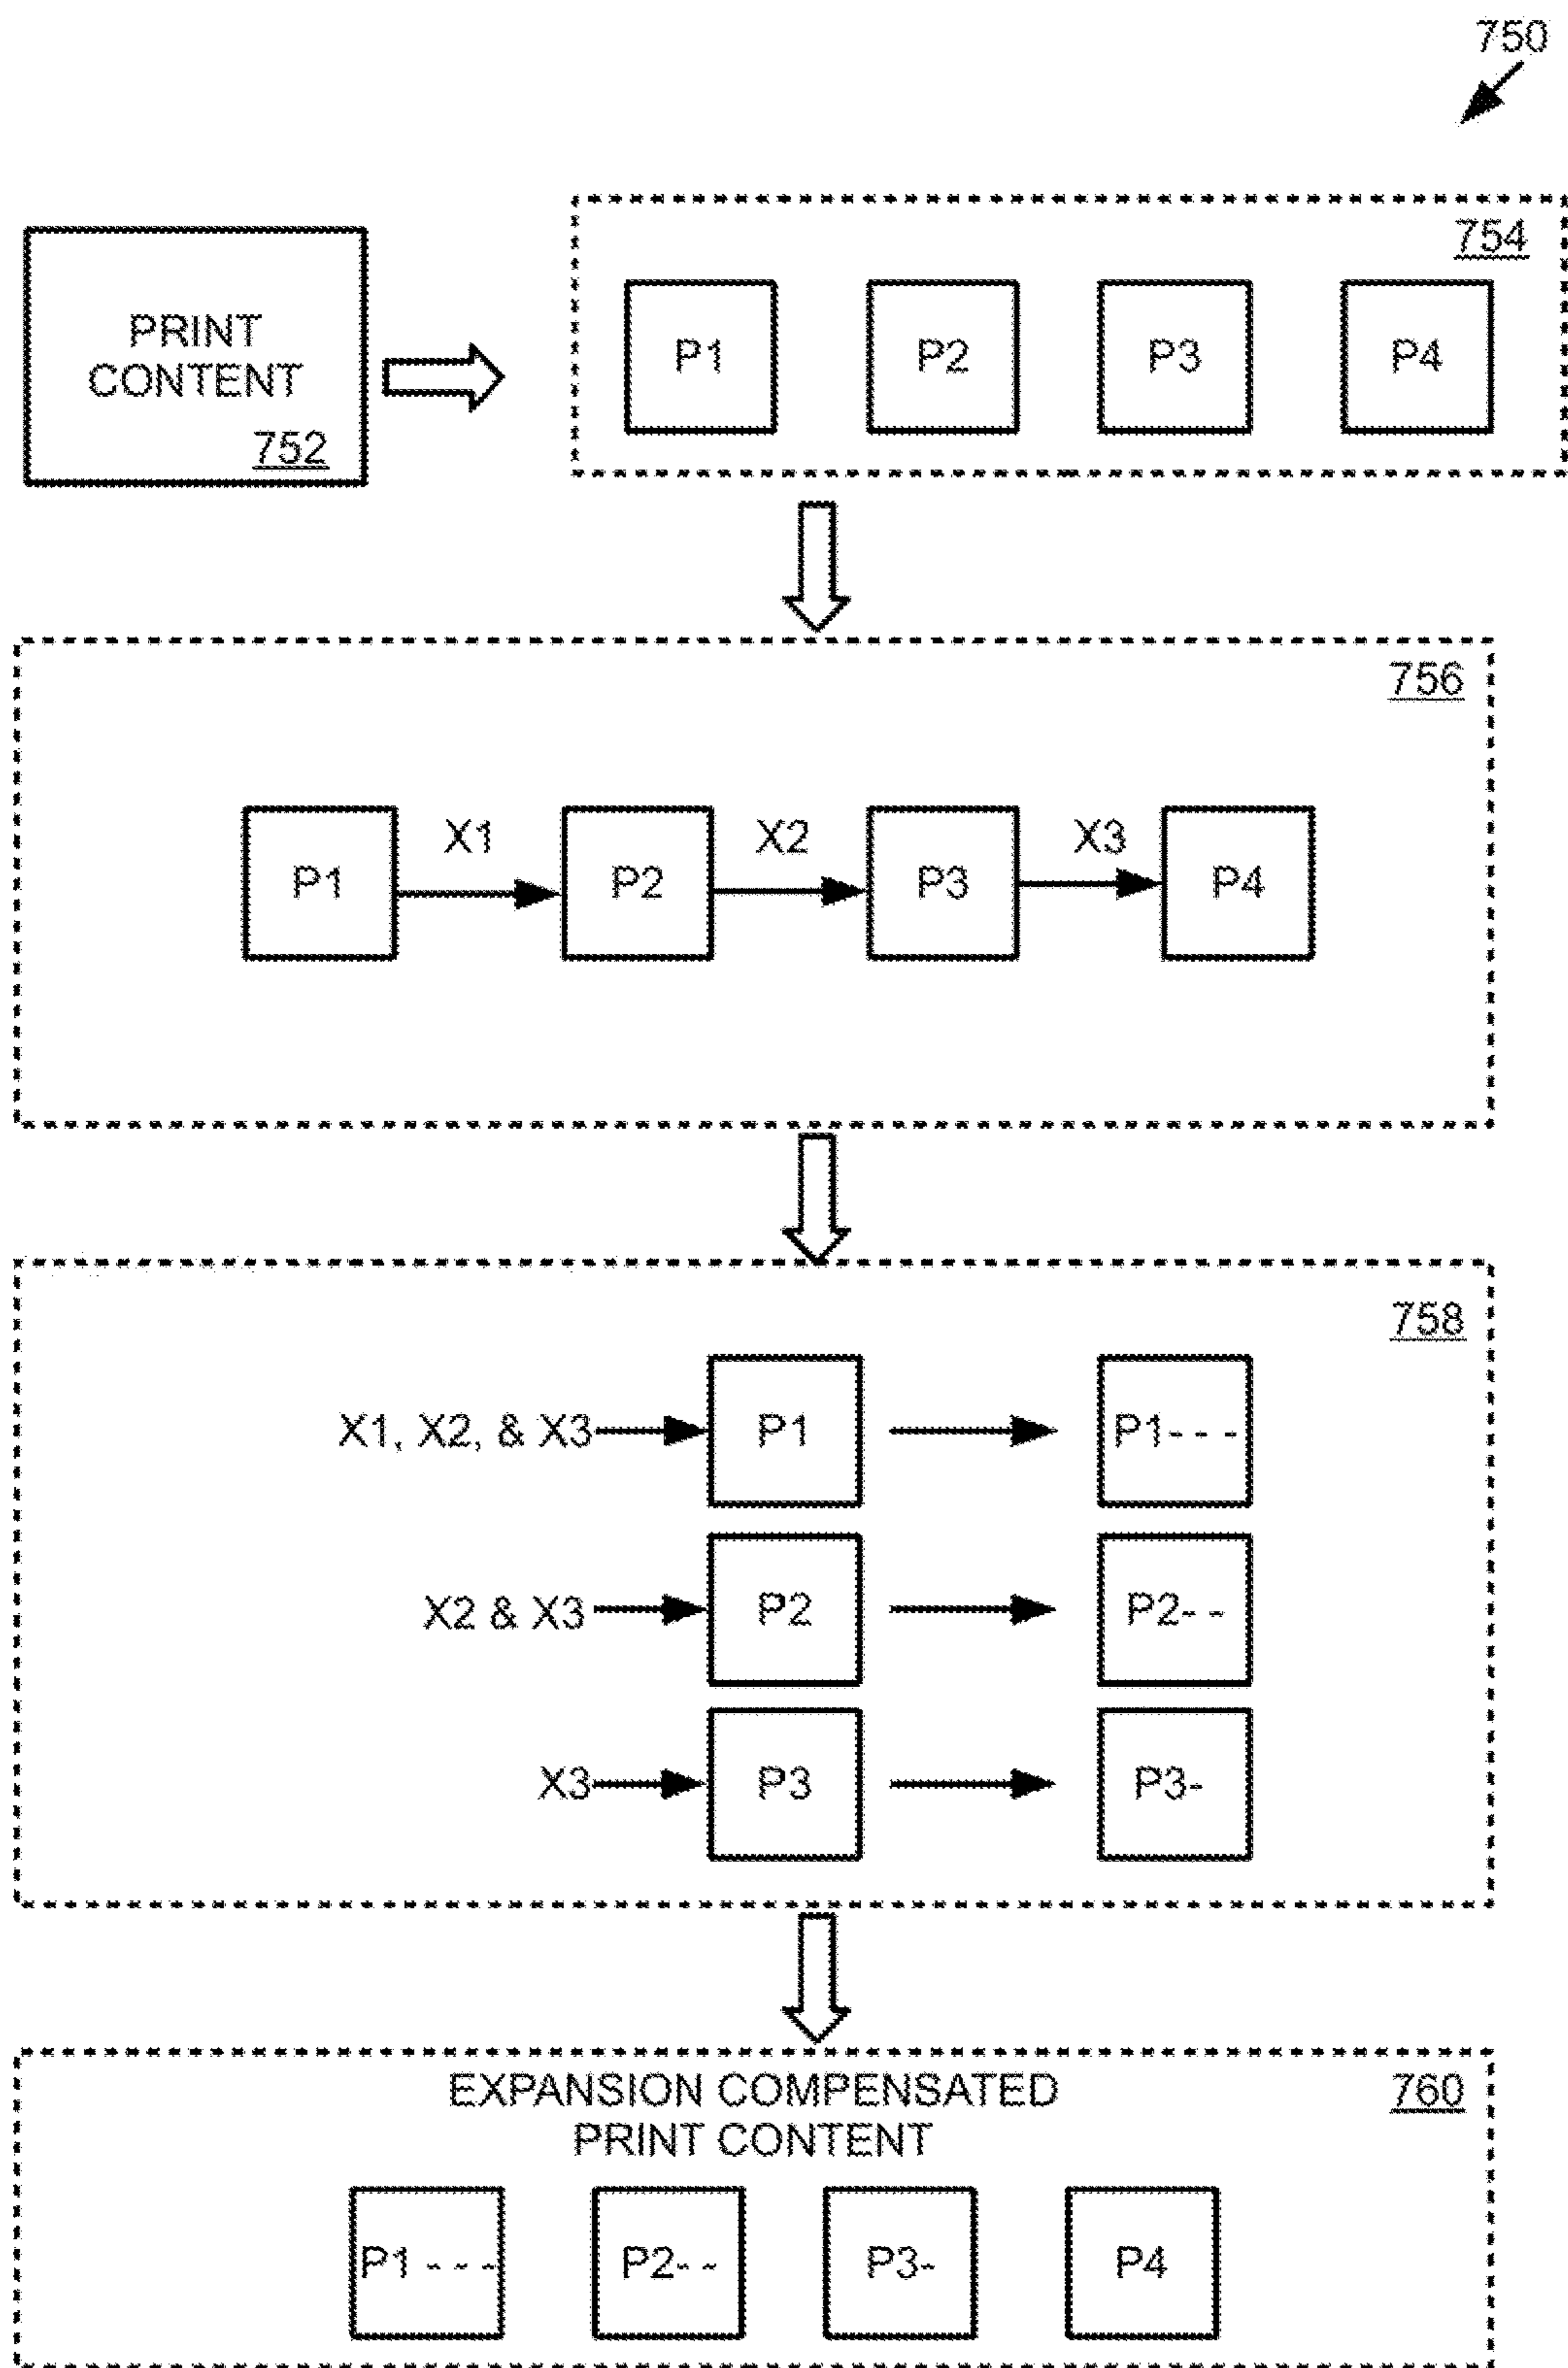 750
754
PRINT
CONTENT
752
P1 P2 P3 P4
756
X1 X2 X3
P1 P2 P3 P4
758
X1, X2, & X3 P1 P1- - -
X2 & X3 P2 P2- -
X3 P3 P3-
EXPANSION COMPENSATED 760
PRINT CONTENT
P1 - - - P2- - P3- P4